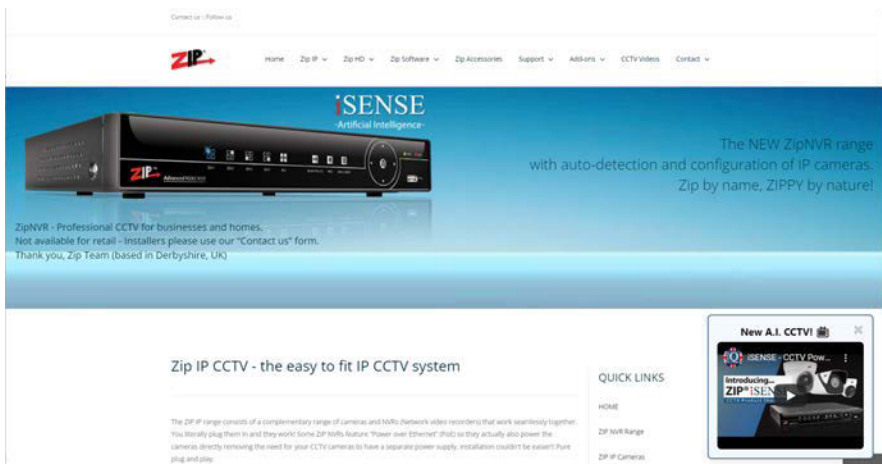 Contact us :: Follow us
ZIP
Home Zip IP Zip HD Zip Software Zip Accessories Support Add-ons CCTV Videos Contact
iSENSE
-Artificial Intelligence-
The NEW ZipNVR range
with auto-detection and configuration of IP cameras.
Zip by name, ZIPPY by nature!
ZIP
ZipNVR - Professional CCTV for businesses and homes.
Not available for retail - Installers please use our "Contact us" form.
Thank you, Zip Team (based in Derbyshire, UK)
New A.I. CCTV!
iSENSE - CCTV Pow...
Introducing...
ZIP iSENSE
Zip IP CCTV - the easy to fit IP CCTV system
QUICK LINKS
HOME
ZIP NVR Range
ZIP IP Cameras
The ZIP IP range consists of a complementary range of cameras and NVRs (Network video recorders) that work seamlessly together.
You literally plug them in and they work! Some ZIP NVRs feature "Power over Ethernet" (PoE) so they actually also power the
cameras directly removing the need for your CCTV cameras to have a separate power supply, installation couldn't be easier!! Pure
plug and play.